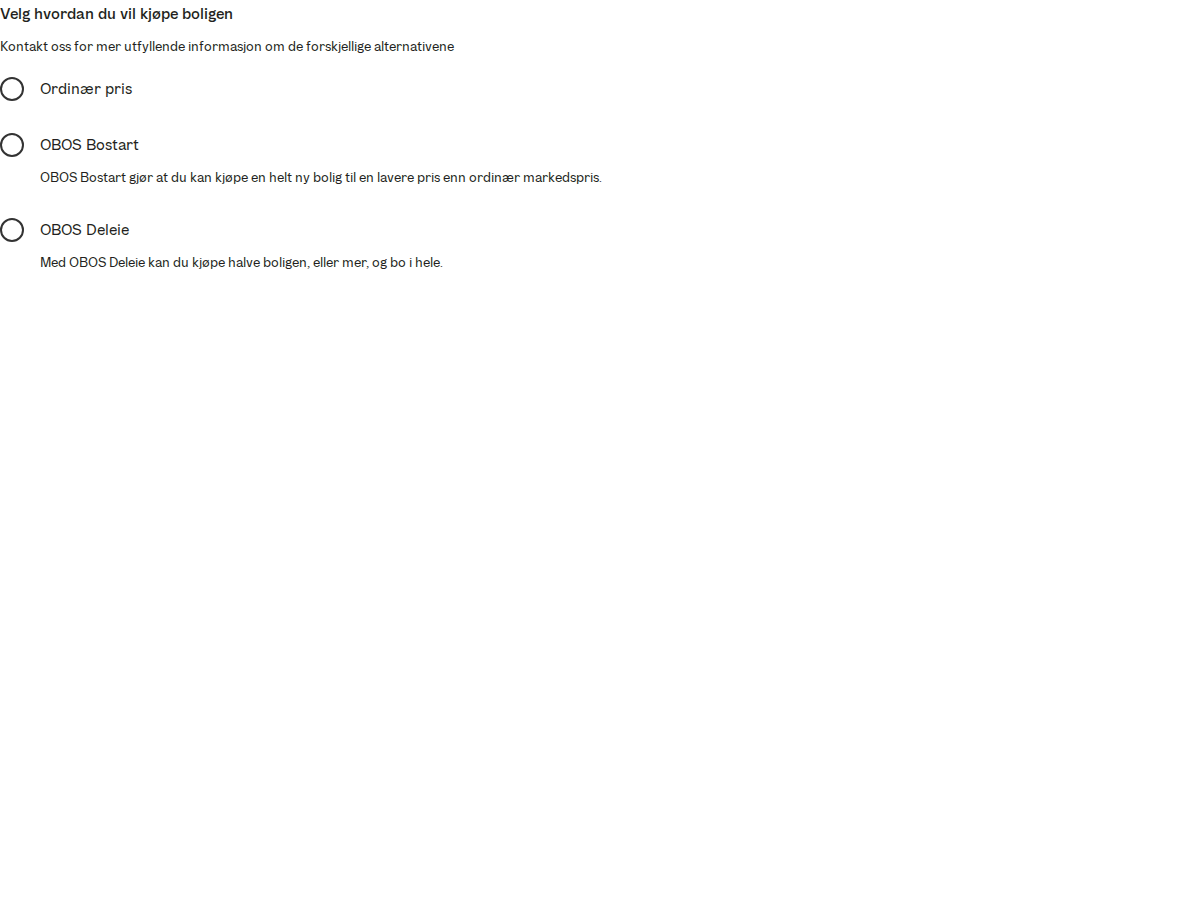 Velg hvordan du vil kjøpe boligen
Kontakt oss for mer utfyllende informasjon om de forskjellige alternativene
Ordinær pris
OBOS Bostart
OBOS Bostart gjør at du kan kjøpe en helt ny bolig til en lavere pris enn ordinær markedspris.
OBOS Deleie
Med OBOS Deleie kan du kjøpe halve boligen, eller mer, og bo i hele.